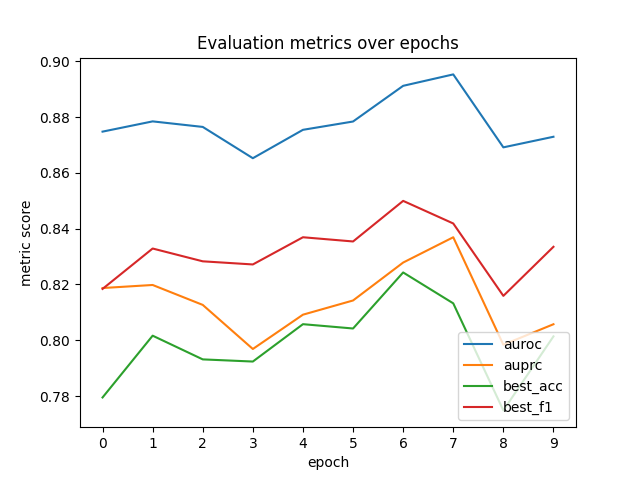 Evaluation metrics over epochs
metric score
0.90
0.88
0.86
0.84
0.82
0.80
0.78
auroc
auprc
best_acc
best_f1
0 1 2 3 4 5 6 7 8 9
epoch